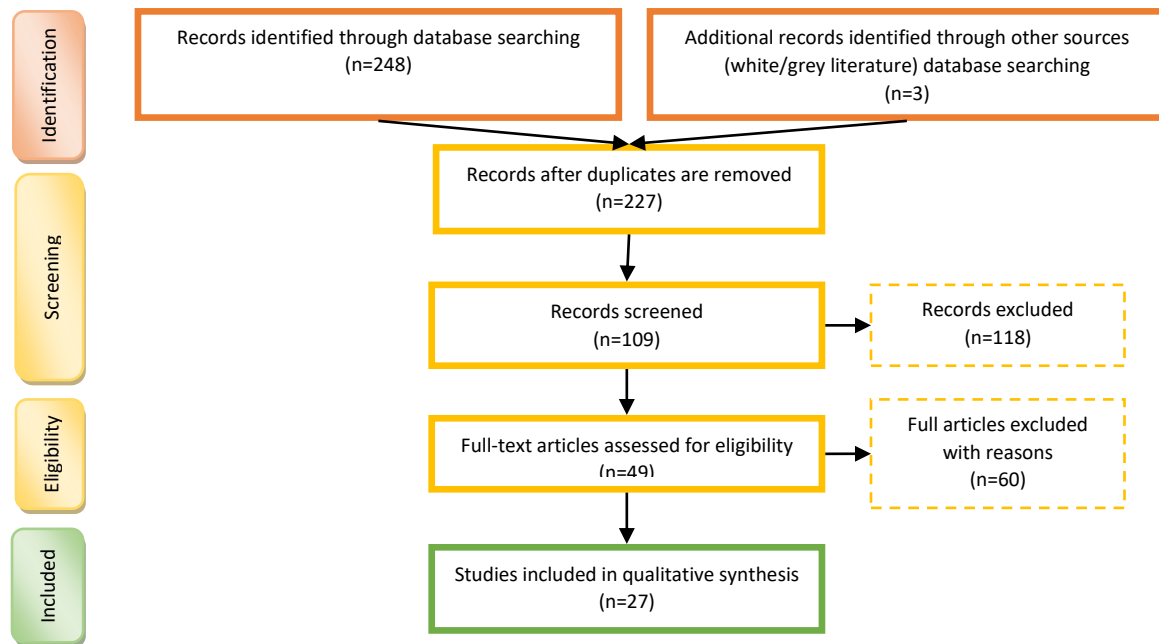 Identification
Records identified through database searching
(n=248)
Additional records identified through other sources
(white/grey literature) database searching
(n=3)
Screening
Records after duplicates are removed
(n=227)
Records screened
(n=109)
Records excluded
(n=118)
Eligibility
Full-text articles assessed for eligibility
(n=49)
Full articles excluded
with reasons
(n=60)
Included
Studies included in qualitative synthesis
(n=27)